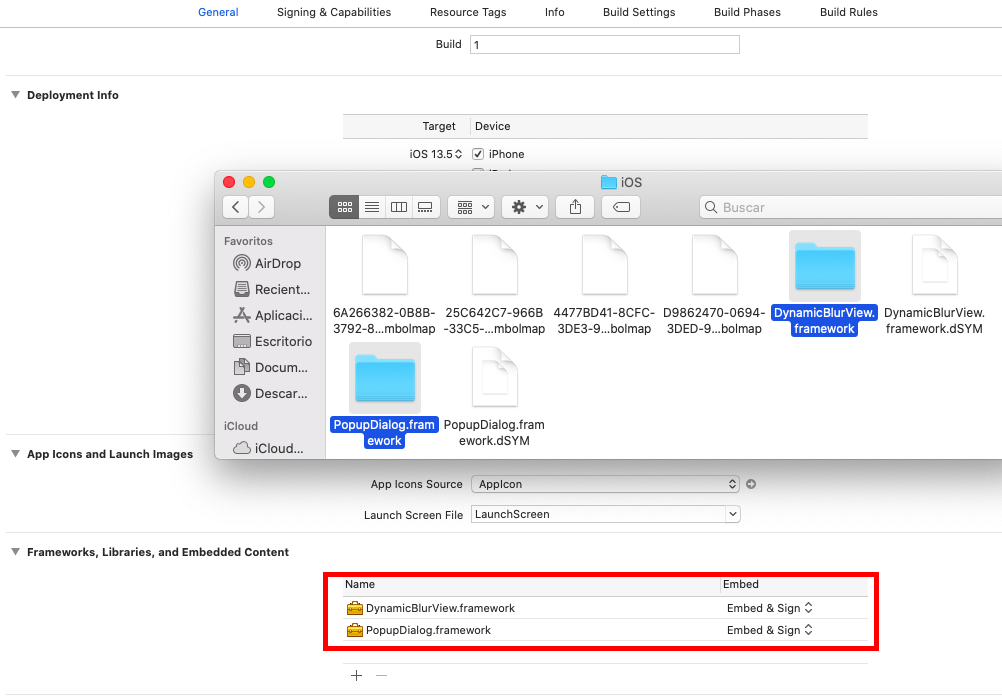 General Signing & Capabilities Resource Tags Info Build Settings Build Phases Build Rules
Build 1
Deployment Info
Target Device
iOS 13.5 iPhone
iOS
Buscar
Favoritos
AirDrop
Recient...
Aplicaci...
Escritorio
Docum...
Descar...
iCloud
iCloud...
6A266382-0B8B-
3792-8...mbolmap
25C642C7-966B
-33C5-...mbolmap
4477BD41-8CFC-
3DE3-9...bolmap
D9862470-0694-
3DED-9...bolmap
DynamicBlurView.
framework
DynamicBlurView.
framework.dSYM
PopupDialog.fram
ework
PopupDialog.fram
ework.dSYM
App Icons and Launch Images
App Icons Source AppIcon
Launch Screen File LaunchScreen
Frameworks, Libraries, and Embedded Content
Name Embed
DynamicBlurView.framework Embed & Sign
PopupDialog.framework Embed & Sign